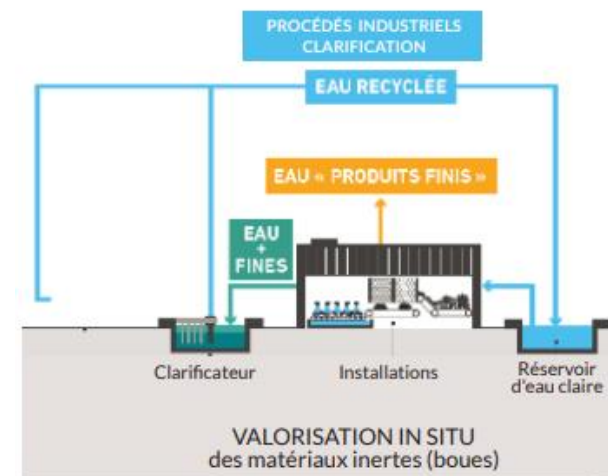 PROCÉDÉS INDUSTRIELS
CLARIFICATION
EAU RECYCLÉE
EAU « PRODUITS FINIS »
EAU
+
FINES
Clarificateur
Installations
Réservoir
d'eau claire
VALORISATION IN SITU
des matériaux inertes (boues)